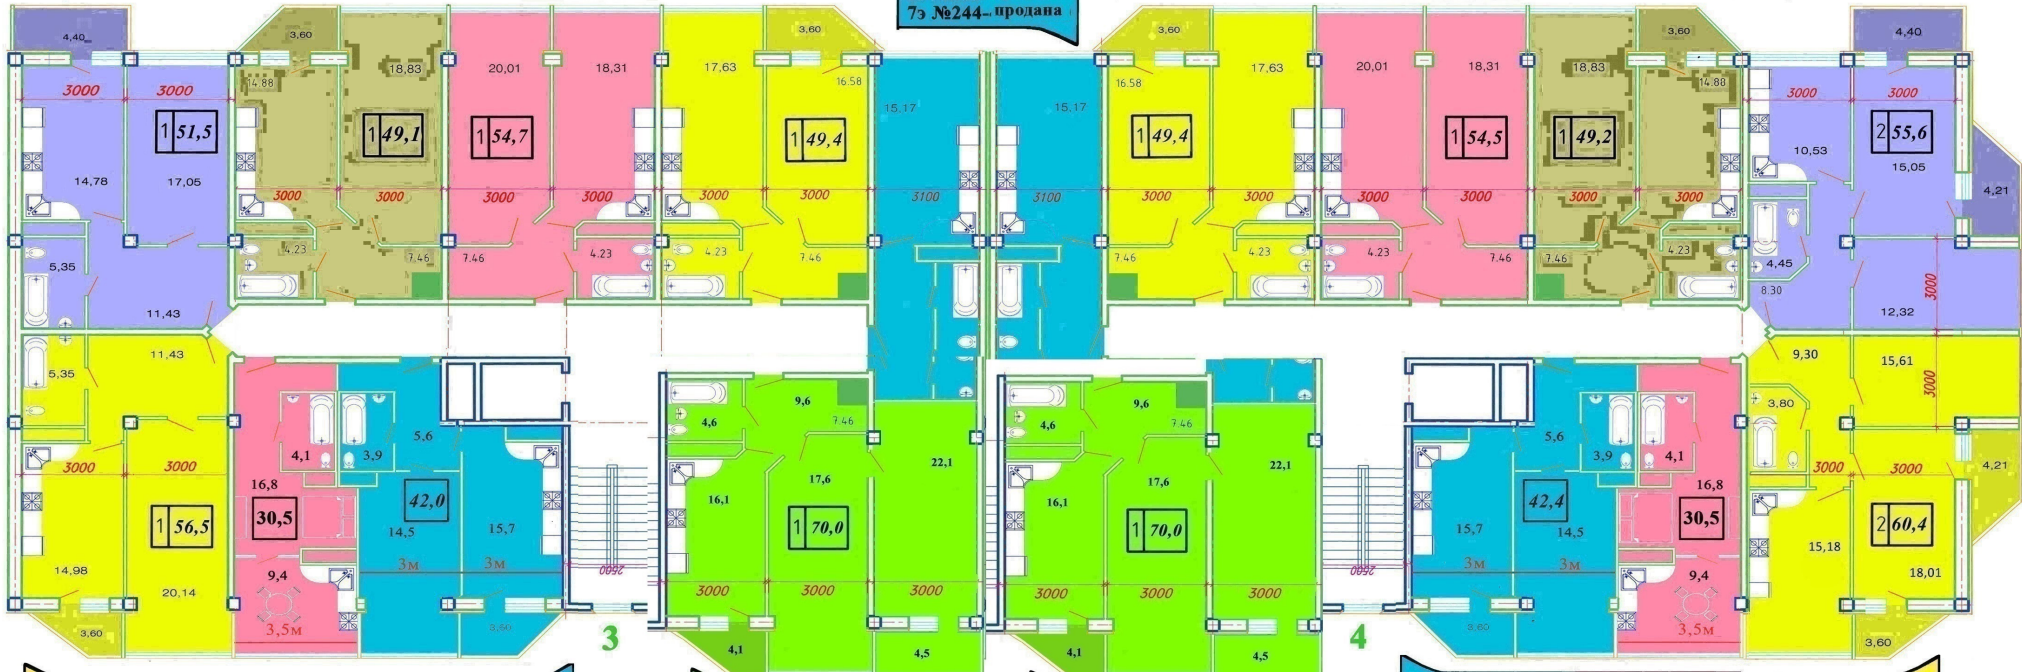 7э №244- продана
4,40 3,60 3,60 3,60 3,60 4,40
14.88 18,83 20,01 18,31 17,63 16.58 16.58 17,63 20,01 18,31 18,83 14.88
3000 3000 3000 3000
15,17 15,17
1 51,5 1 49,1 1 54,7 1 49,4 1 49,4 1 54,5 1 49,2 2 55,6
14,78 17,05 10,53 15,05 4,21
3000 3000 3000 3000 3000 3000 3100 3100 3000 3000 3000 3000 3000 3000
5,35 4.23 7.46 7.46 4.23 4.23 7.46 7.46 4.23 4.23 7.46 7.46 4.23 4,45
11,43 8.30 12,32 3000
11,43 9,30 15,61
5,35 3,80 3000
4,6 9,6 7.46 4,6 9,6 7.46
4,1 3,9 5,6 5,6 3,9 4,1
3000 3000 22,1 22,1 3000 3000 4,21
16,8 16,1 17,6 16,1 17,6 16,8
1 56,5 30,5 42,0 1 70,0 1 70,0 42,4 30,5 2 60,4
14,5 15,7 15,7 14,5 15,18
14,98 9,4 3м 3м 2500 2500 3м 3м 9,4 18,01
20,14 3000 3000 3000 3000 3000 3000
3,60 3,5м 3,60 3 4 3,60 3,5м 3,60
4,1 4,5 4,1 4,5